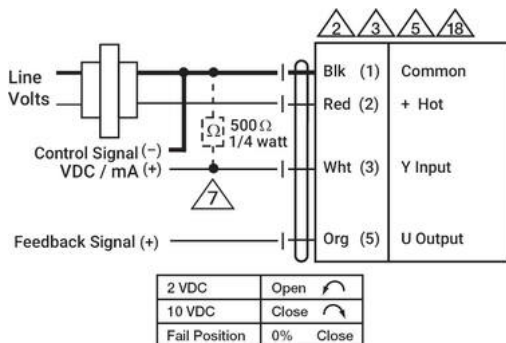 2 3 5 18
Line
Volts
Blk (1) Common
Red (2) + Hot
Ω 500 Ω
1/4 watt
Control Signal (−)
VDC / mA (+)
Wht (3) Y Input
7
Feedback Signal (+)
Org (5) U Output
2 VDC Open
10 VDC Close
Fail Position 0% Close